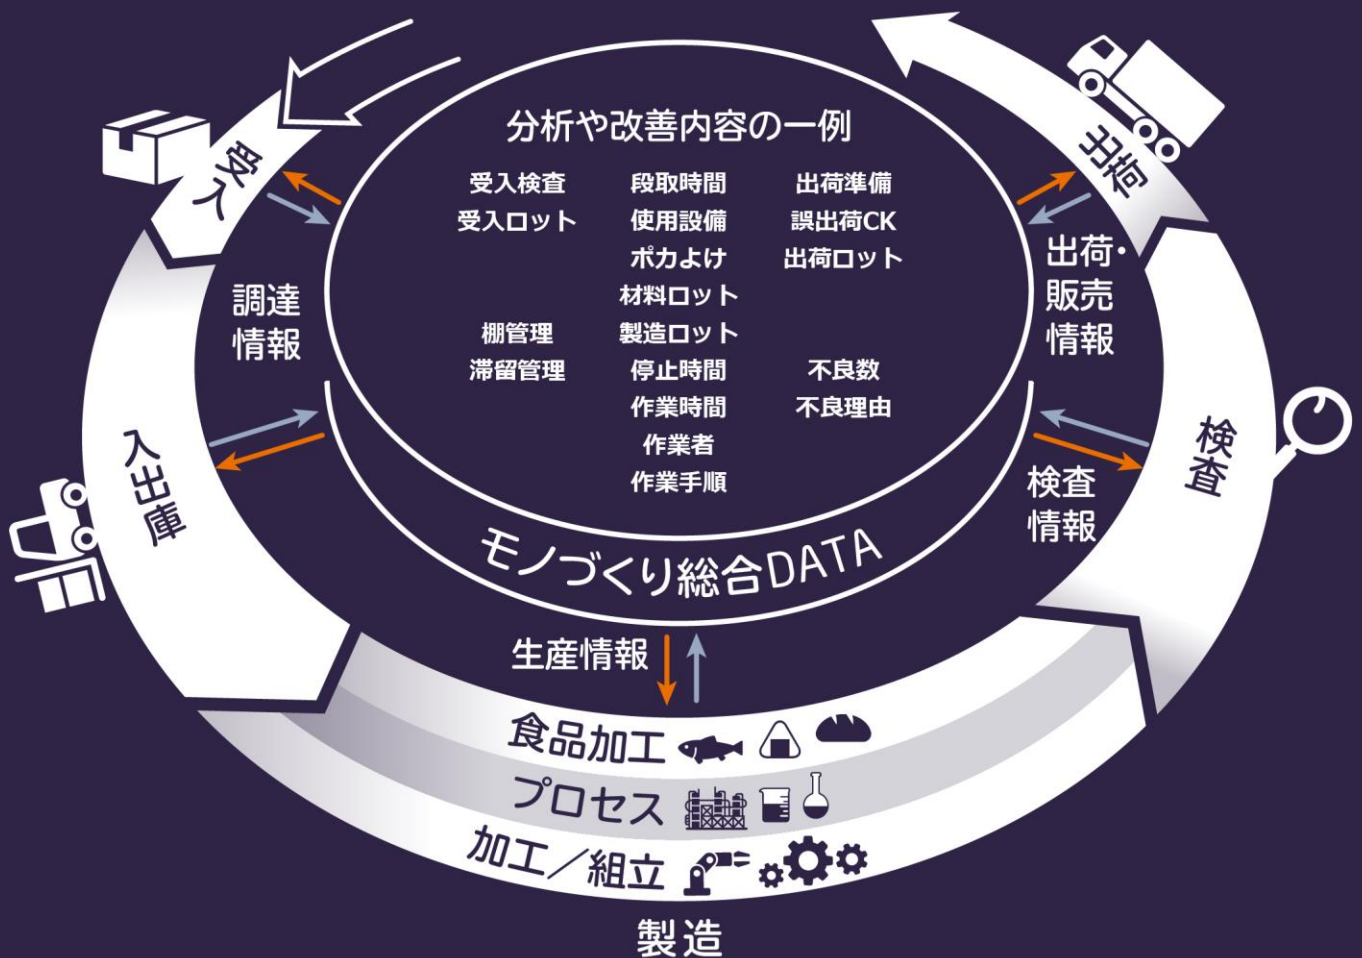 分析や改善内容の一例
受入検査 段取時間 出荷準備
受入ロット 使用設備 誤出荷CK
ポカよけ 出荷ロット
材料ロット
棚管理 製造ロット
滞留管理 停止時間 不良数
作業時間 不良理由
作業者
作業手順
モノづくり総合DATA
受入
調達
情報
入出庫
生産情報
食品加工
プロセス
加工／組立
製造
検査
検査
情報
出荷
出荷・
販売
情報